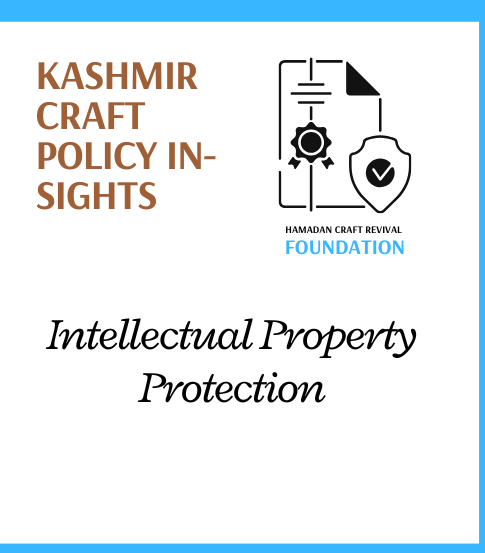 KASHMIR
CRAFT
POLICY IN-
SIGHTS
HAMADAN CRAFT REVIVAL
FOUNDATION
Intellectual Property
Protection